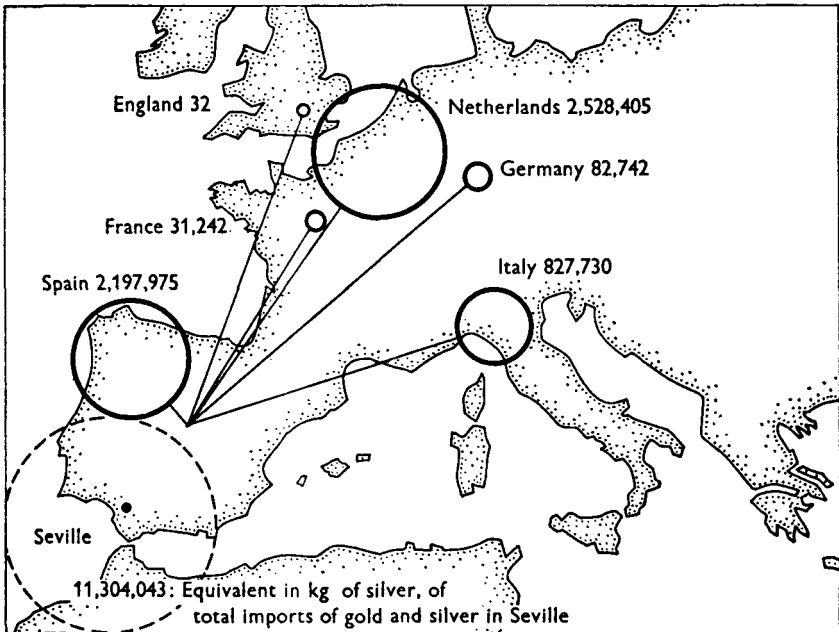 England 32
Netherlands 2,528,405
Germany 82,742
France 31,242
Italy 827,730
Spain 2,197,975
Seville
11,304,043: Equivalent in kg of silver, of
total imports of gold and silver in Seville